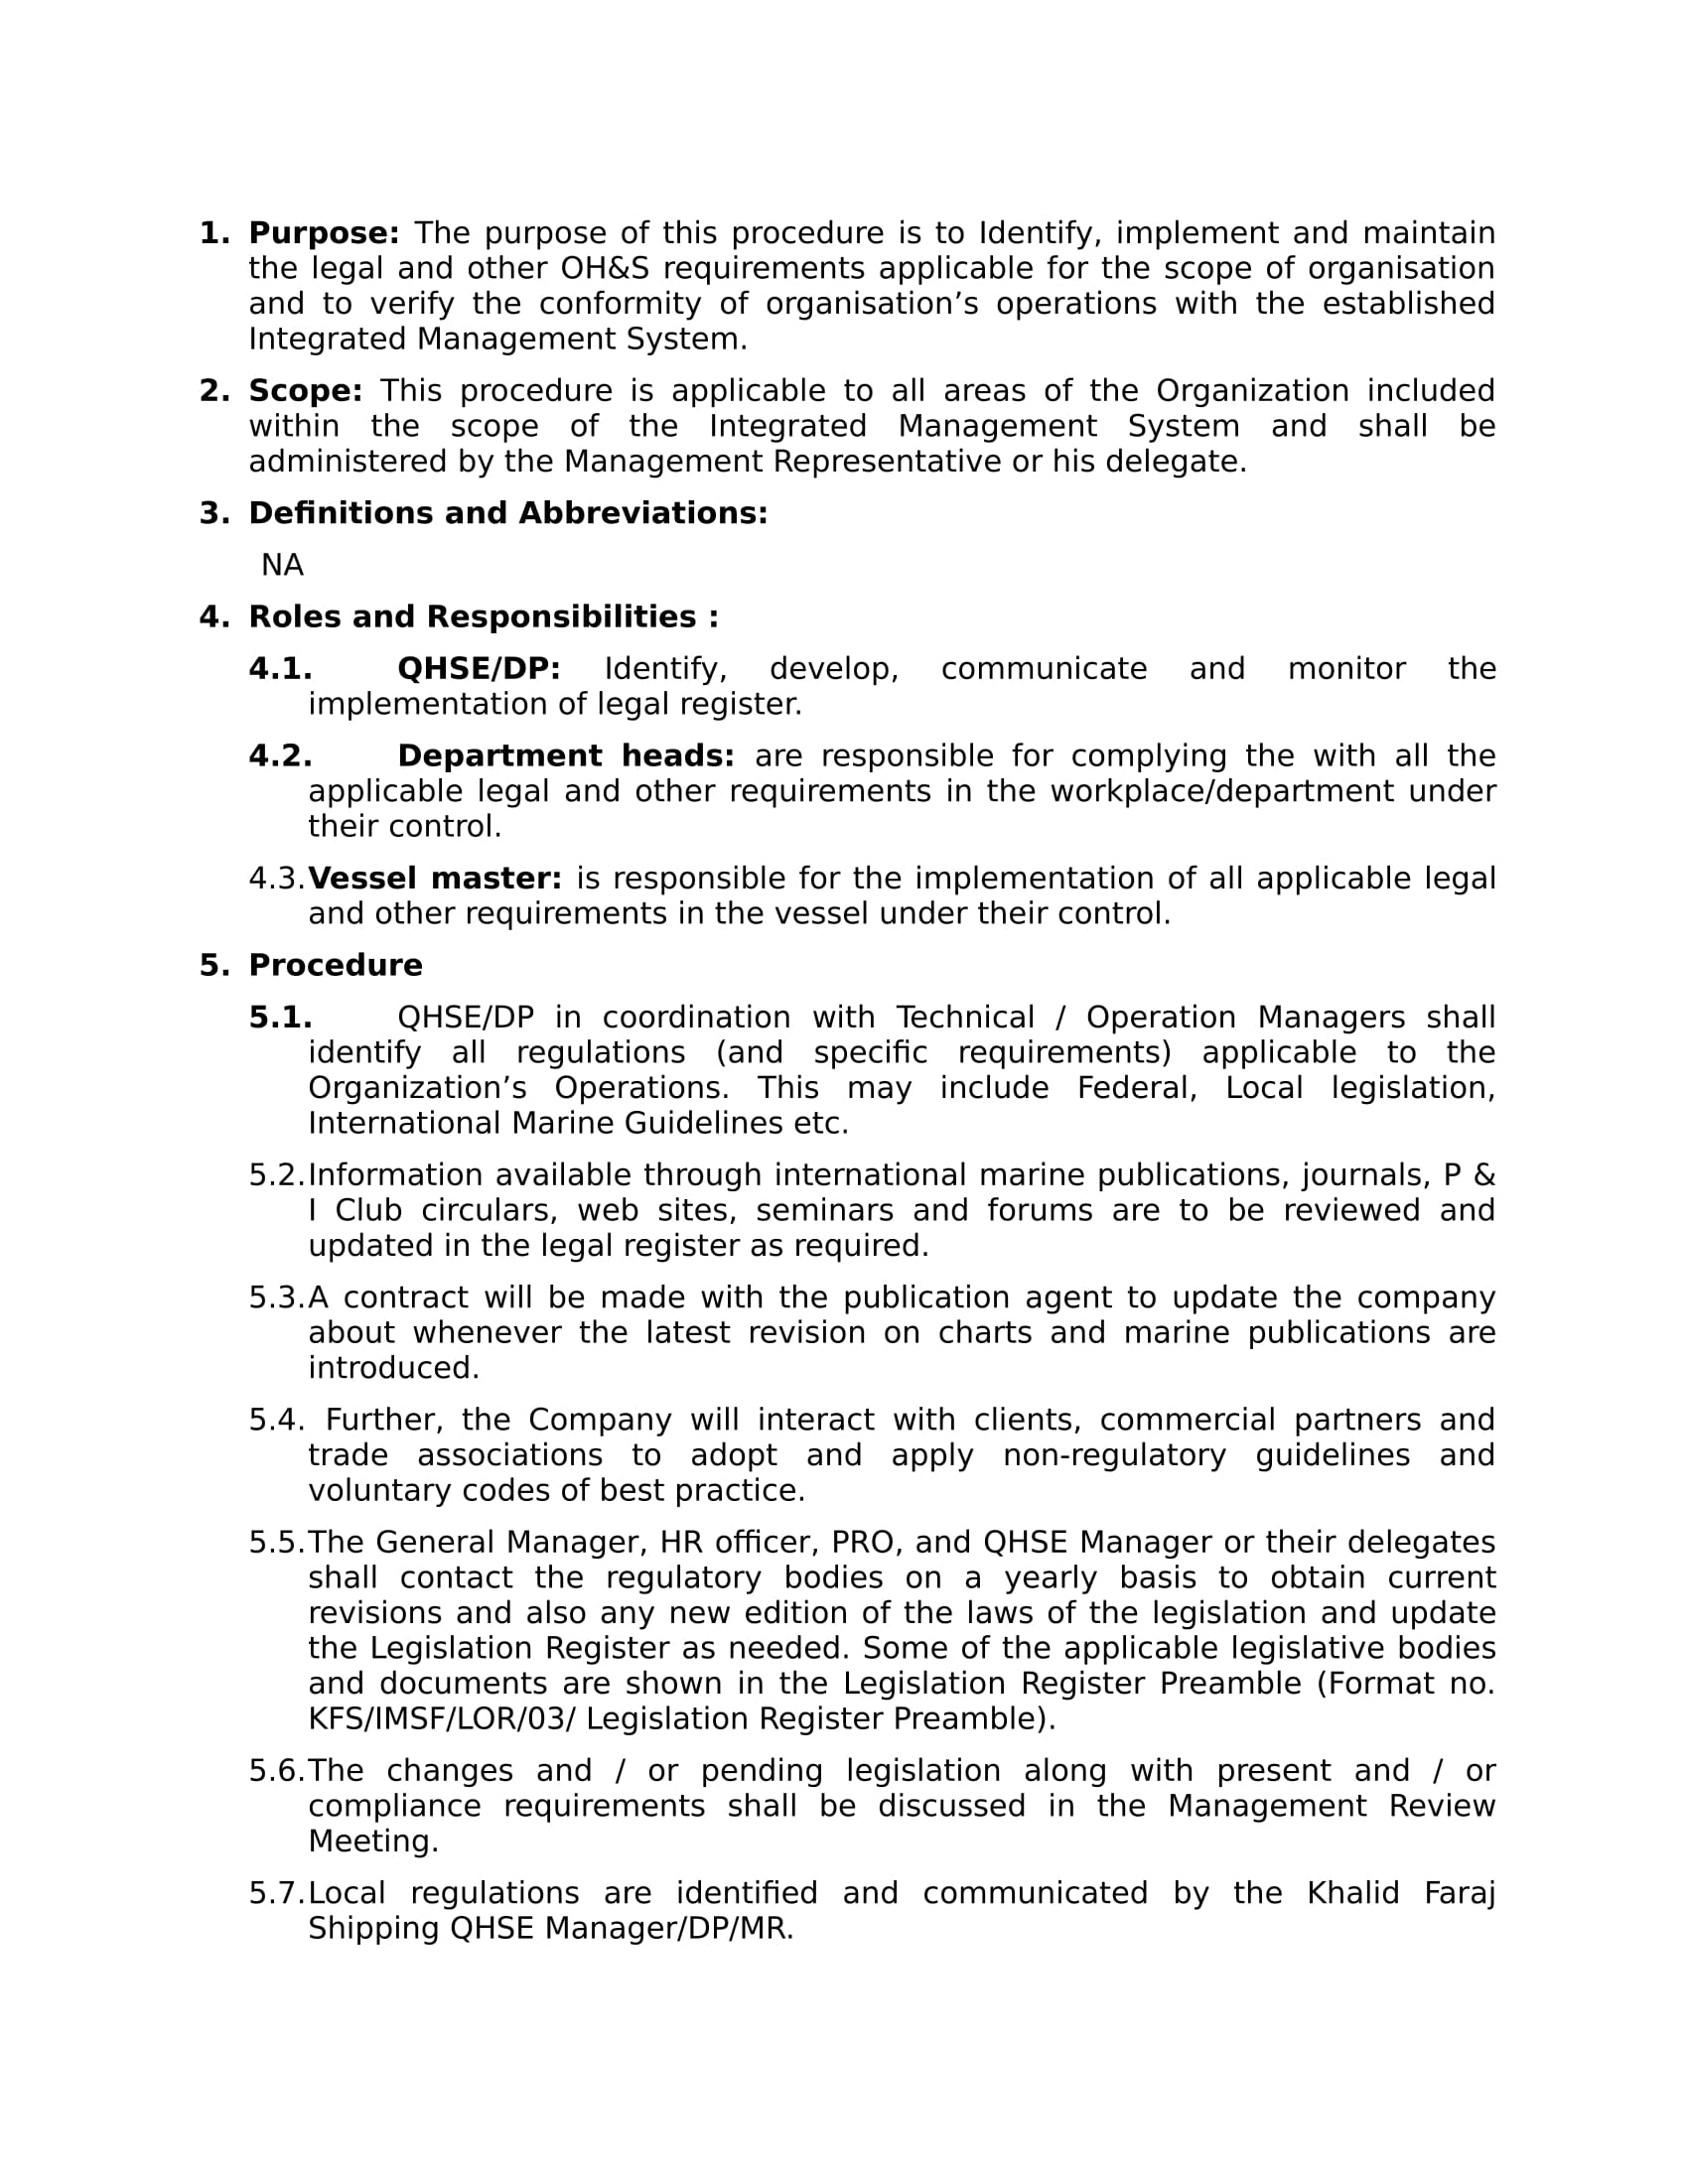 1. Purpose: The purpose of this procedure is to Identify, implement and maintain
the legal and other OH&S requirements applicable for the scope of organisation
and to verify the conformity of organisation’s operations with the established
Integrated Management System.
2. Scope: This procedure is applicable to all areas of the Organization included
within the scope of the Integrated Management System and shall be
administered by the Management Representative or his delegate.
3. Definitions and Abbreviations:
NA
4. Roles and Responsibilities :
4.1. QHSE/DP: Identify, develop, communicate and monitor the
implementation of legal register.
4.2. Department heads: are responsible for complying the with all the
applicable legal and other requirements in the workplace/department under
their control.
4.3.Vessel master: is responsible for the implementation of all applicable legal
and other requirements in the vessel under their control.
5. Procedure
5.1. QHSE/DP in coordination with Technical / Operation Managers shall
identify all regulations (and specific requirements) applicable to the
Organization’s Operations. This may include Federal, Local legislation,
International Marine Guidelines etc.
5.2.Information available through international marine publications, journals, P &
I Club circulars, web sites, seminars and forums are to be reviewed and
updated in the legal register as required.
5.3.A contract will be made with the publication agent to update the company
about whenever the latest revision on charts and marine publications are
introduced.
5.4. Further, the Company will interact with clients, commercial partners and
trade associations to adopt and apply non-regulatory guidelines and
voluntary codes of best practice.
5.5.The General Manager, HR officer, PRO, and QHSE Manager or their delegates
shall contact the regulatory bodies on a yearly basis to obtain current
revisions and also any new edition of the laws of the legislation and update
the Legislation Register as needed. Some of the applicable legislative bodies
and documents are shown in the Legislation Register Preamble (Format no.
KFS/IMSF/LOR/03/ Legislation Register Preamble).
5.6.The changes and / or pending legislation along with present and / or
compliance requirements shall be discussed in the Management Review
Meeting.
5.7.Local regulations are identified and communicated by the Khalid Faraj
Shipping QHSE Manager/DP/MR.